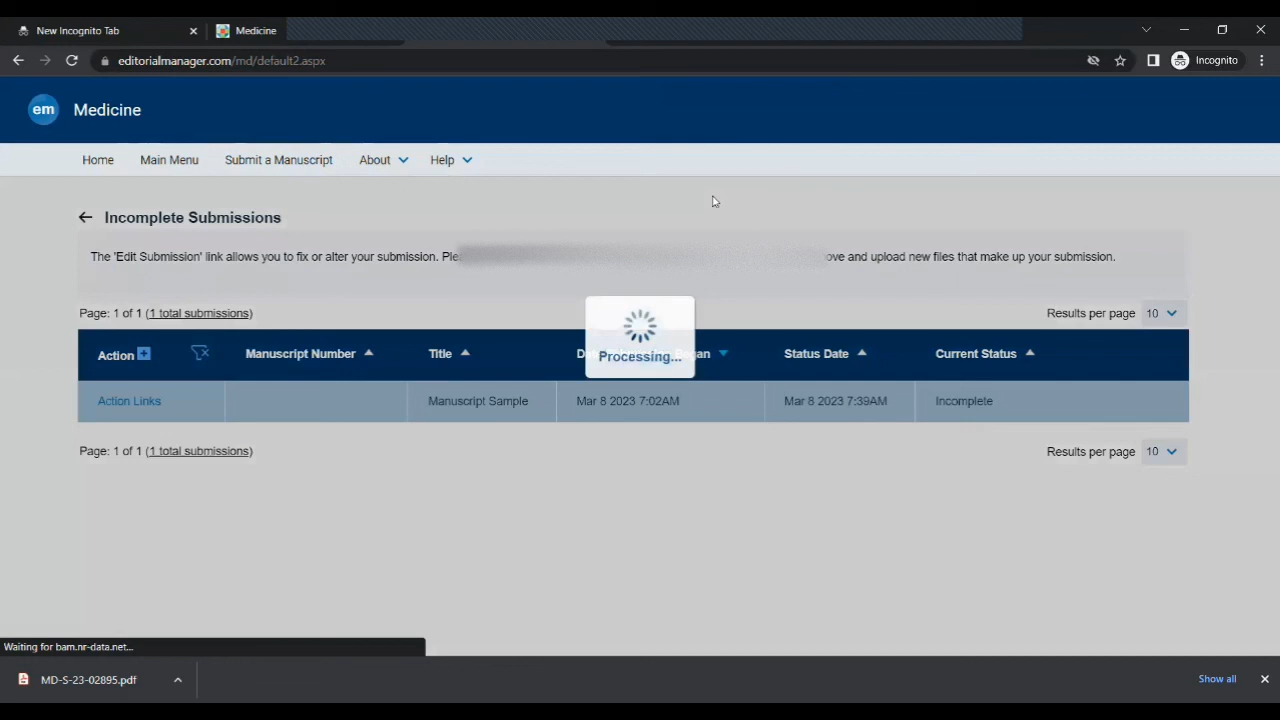 New Incognito Tab
Medicine
editorialmanager.com/md/default2.aspx
Incognito
em
Medicine
Home
Main Menu
Submit a Manuscript
About
Help
Incomplete Submissions
The 'Edit Submission' link allows you to fix or alter your submission. and upload new files that make up your submission.
Page: 1 of 1 (1 total submissions)
Results per page 10
Processing...
Action
Manuscript Number
Title
Began
Status Date
Current Status
Action Links
Manuscript Sample
Mar 8 2023 7:02AM
Mar 8 2023 7:39AM
Incomplete
Page: 1 of 1 (1 total submissions)
Results per page 10
Waiting for bam.nr-data.net...
MD-S-23-02895.pdf
Show all